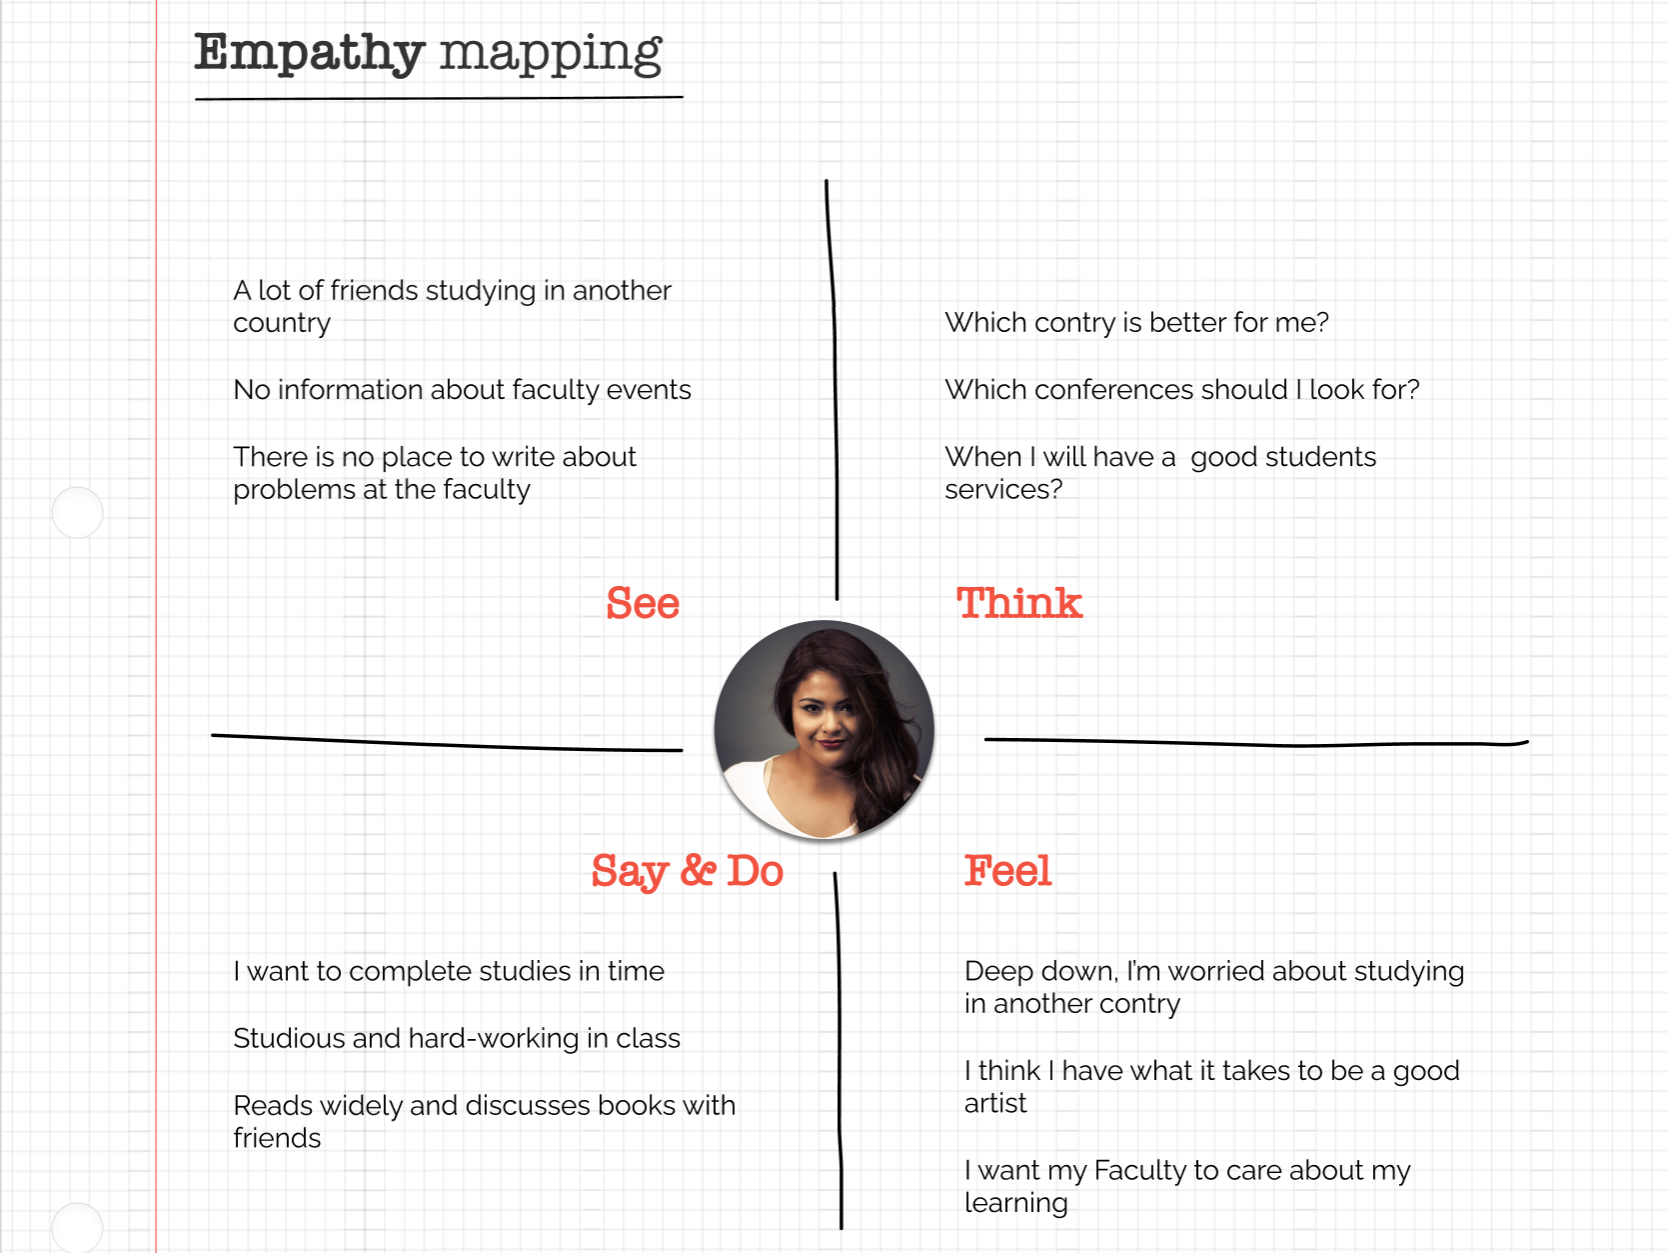 Empathy mapping
A lot of friends studying in another
country
No information about faculty events
There is no place to write about
problems at the faculty
See
Which contry is better for me?
Which conferences should I look for?
When I will have a  good students
services?
Think
Say & Do
I want to complete studies in time
Studious and hard-working in class
Reads widely and discusses books with
friends
Feel
Deep down, I'm worried about studying
in another contry
I think I have what it takes to be a good
artist
I want my Faculty to care about my
learning